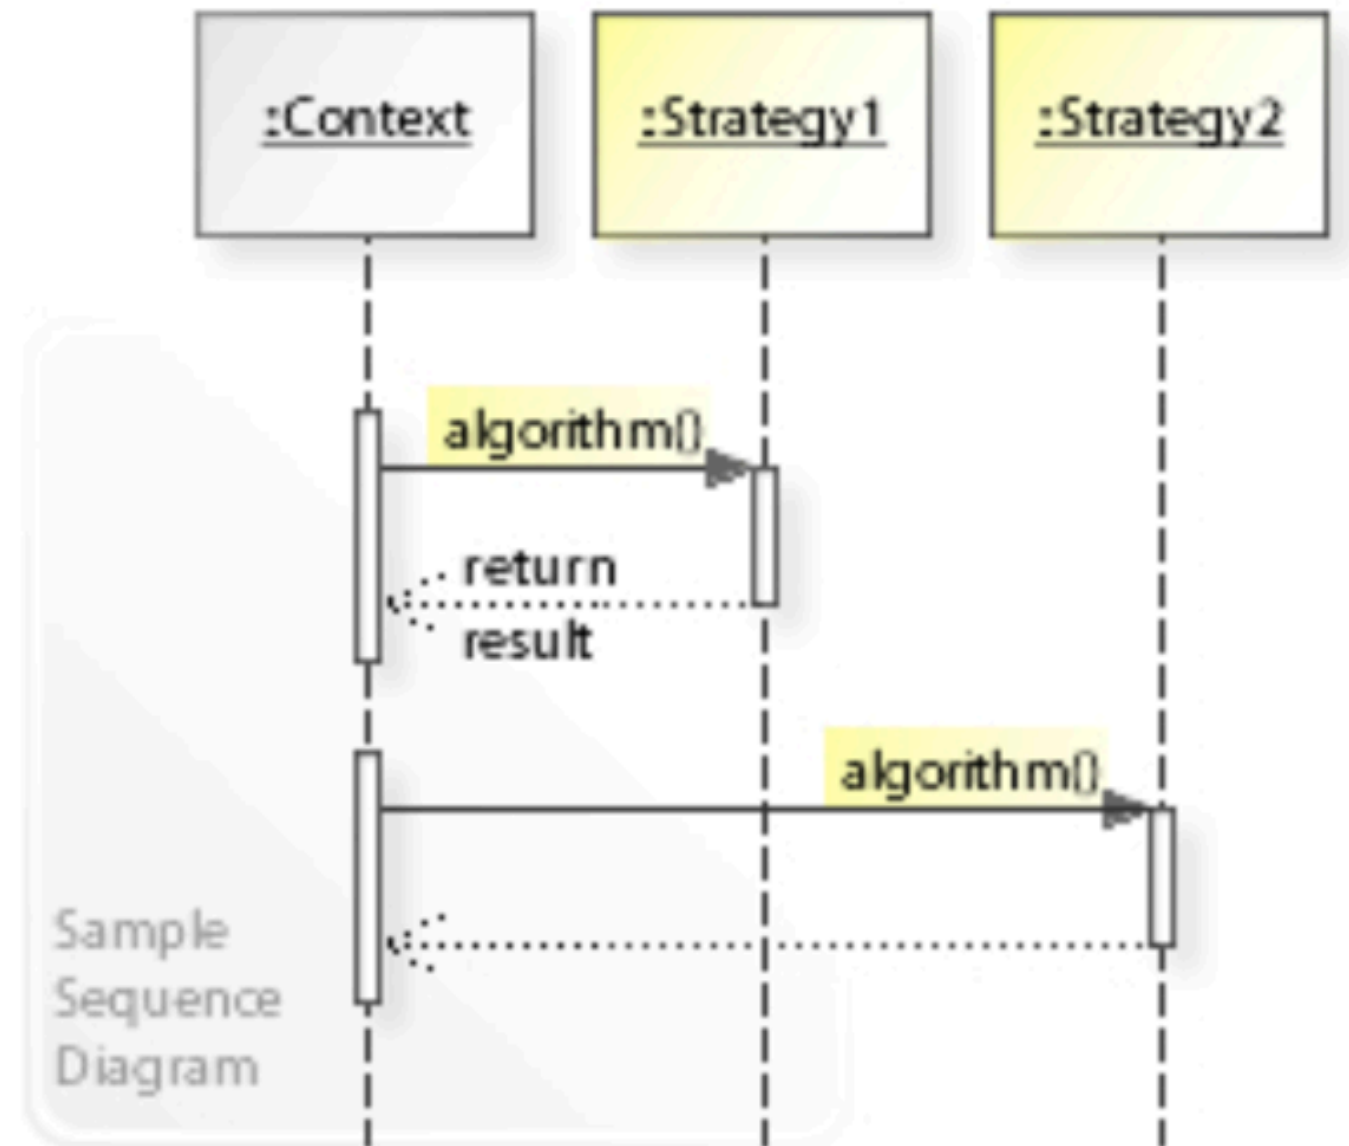 :Context
:Strategy1
:Strategy2
algorithm()
return
result
algorithm()
Sample
Sequence
Diagram